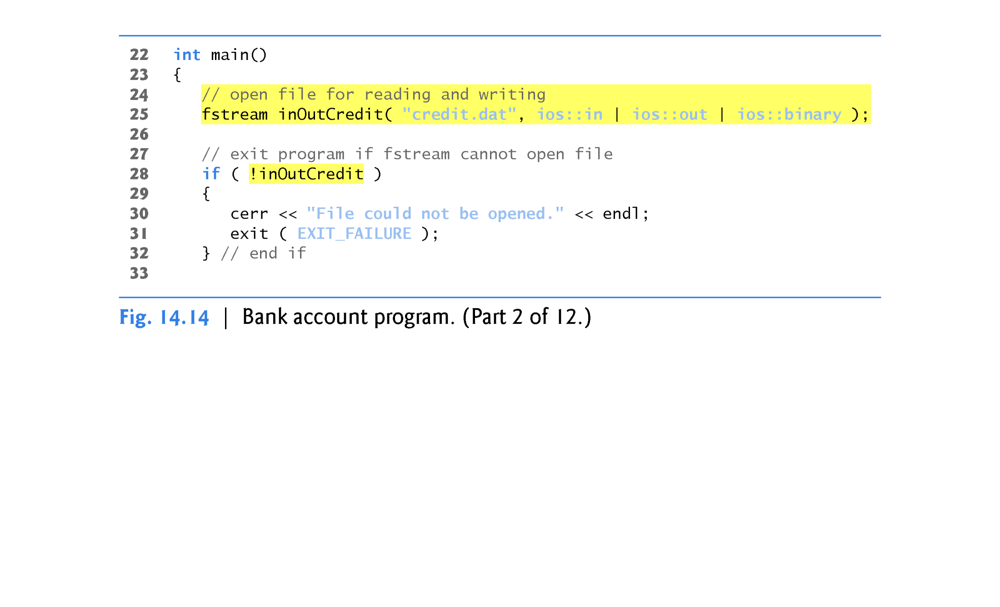 22 int main()
23 {
24 // open file for reading and writing
25 fstream inOutCredit( "credit.dat", ios::in | ios::out | ios::binary );
26
27 // exit program if fstream cannot open file
28 if ( !inOutCredit )
29 {
30 cerr << "File could not be opened." << endl;
31 exit ( EXIT_FAILURE );
32 } // end if
33
Fig. 14.14 | Bank account program. (Part 2 of 12.)